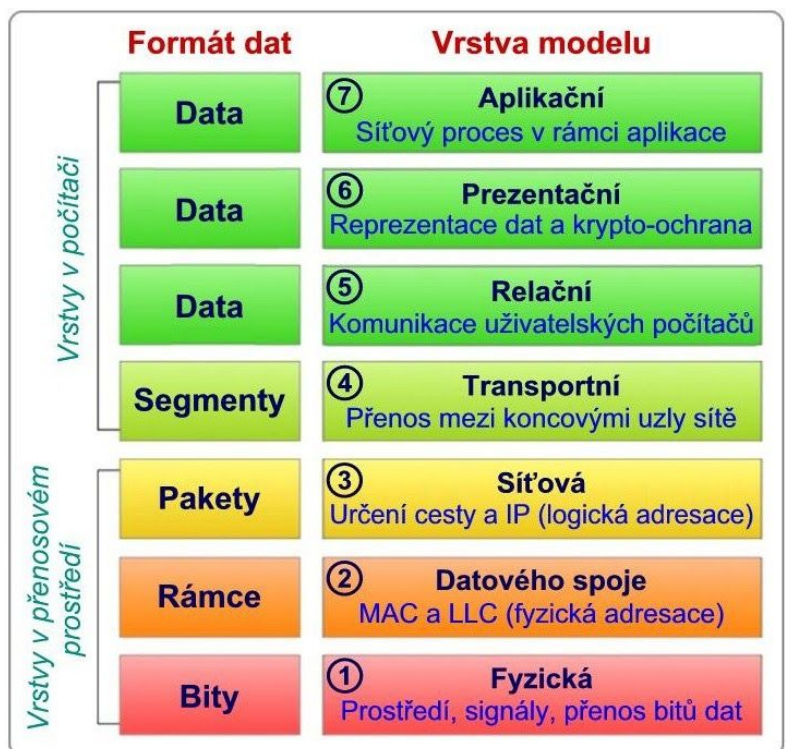 Formát dat
Vrstva modelu
Vrstvy v počítači
Data
7
Aplikační
Síťový proces v rámci aplikace
Data
6
Prezentační
Reprezentace dat a krypto-ochrana
Data
5
Relační
Komunikace uživatelských počítačů
Segmenty
4
Transportní
Přenos mezi koncovými uzly sítě
Vrstvy v přenosovém
prostředí
Pakety
3
Síťová
Určení cesty a IP (logická adresace)
Rámce
2
Datového spoje
MAC a LLC (fyzická adresace)
Bity
1
Fyzická
Prostředí, signály, přenos bitů dat